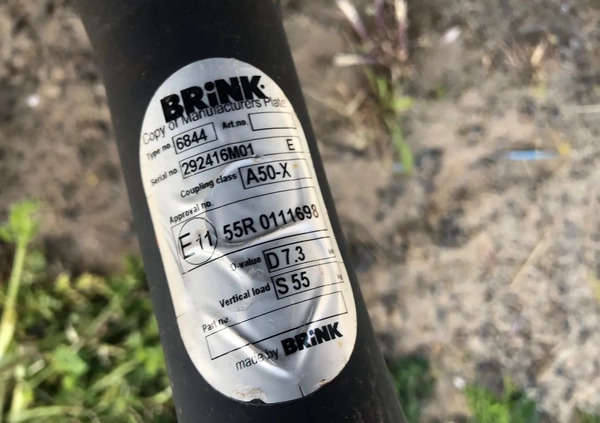 BRiNK
Copy of Manufacturers Plate
Type no. 6844 Art.no.
Serial no. 292416M01 E
Coupling class A50-X
Approval no.
E11 55R 0111698
D-value D 7.3
Vertical load S 55
Part no.
made by BRiNK